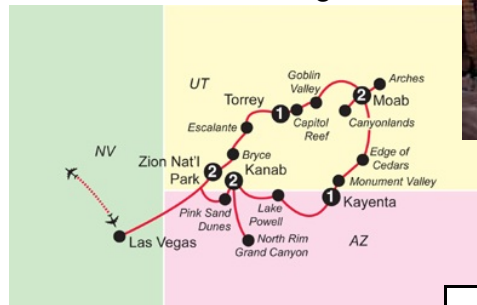 UT
Goblin
Valley
Arches
Torrey
1
2
Moab
Capitol
Reef
Canyonlands
Escalante
NV
Zion Nat'l
Park
2
Bryce
2
Kanab
Edge of
Cedars
Monument Valley
Pink Sand
Dunes
Lake
Powell
1
Kayenta
Las Vegas
North Rim
Grand Canyon
AZ